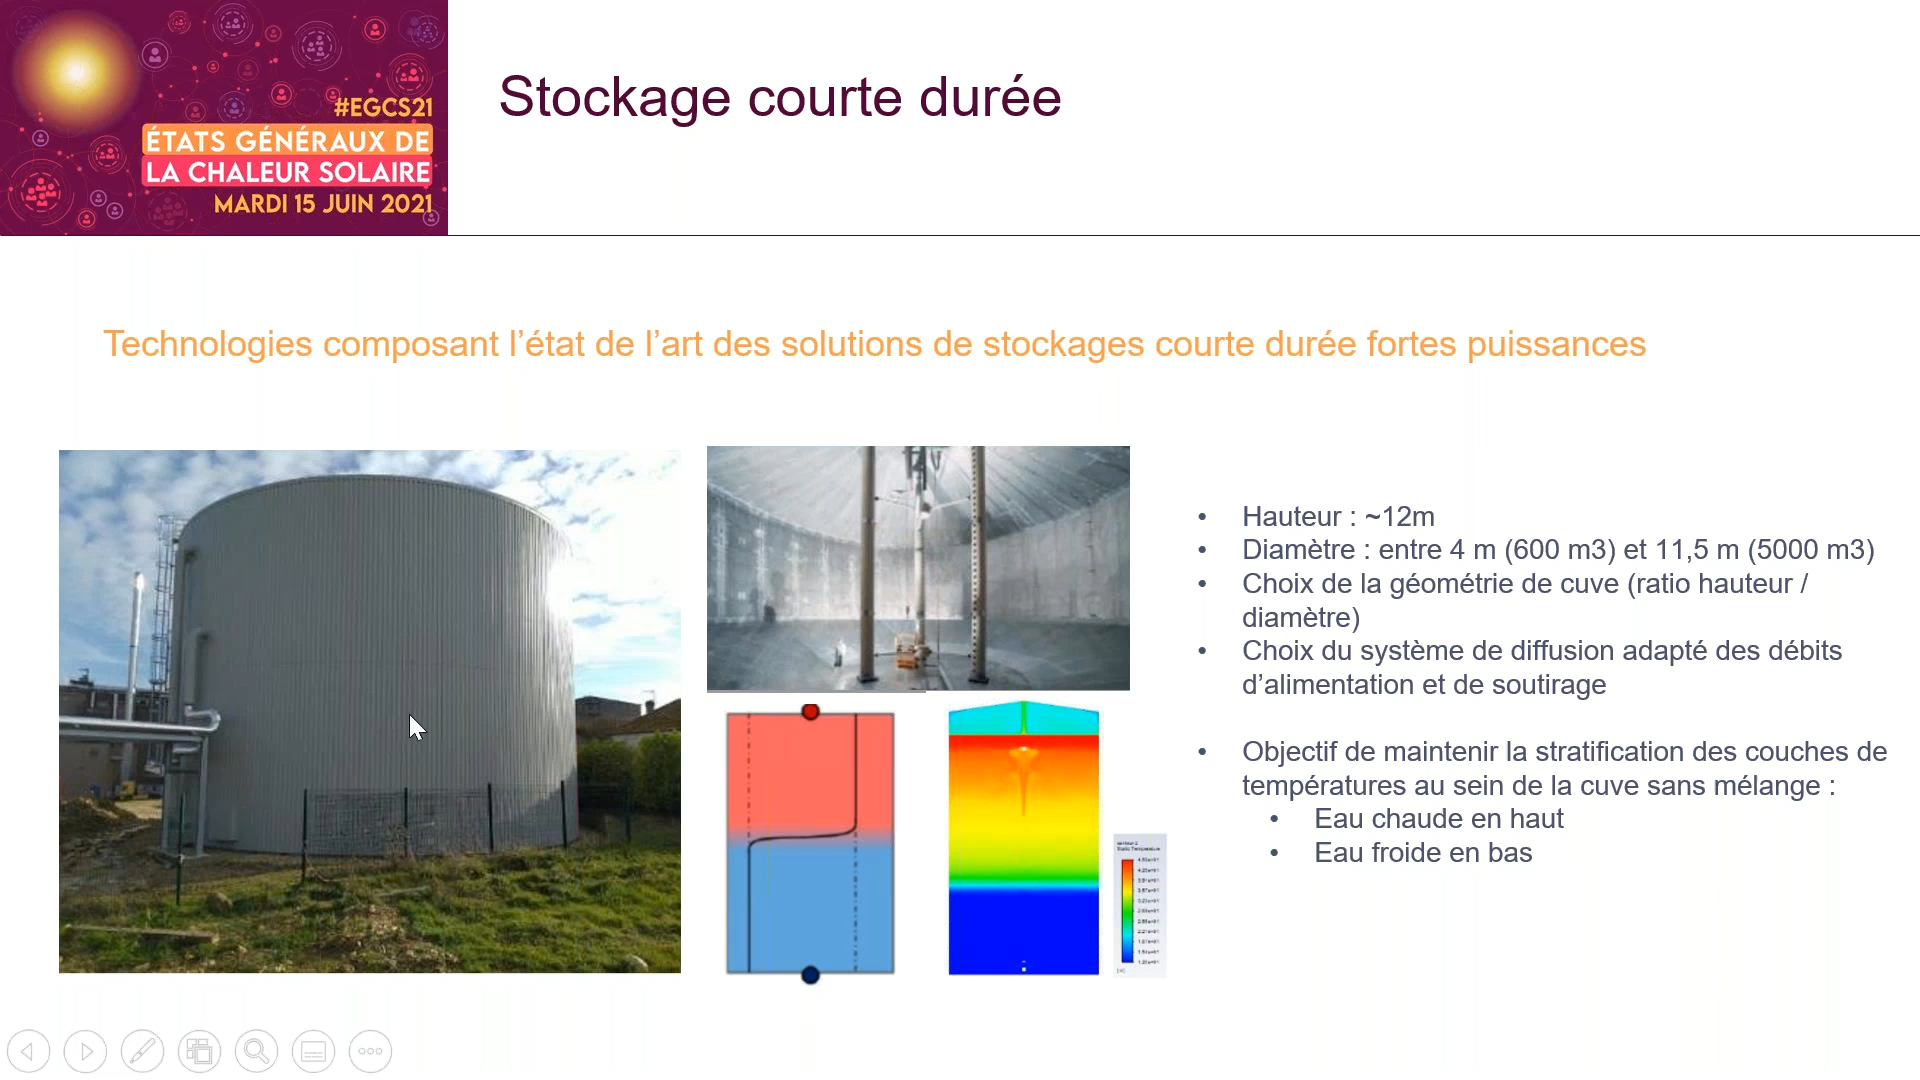 #EGCS21
ÉTATS GÉNÉRAUX DE
LA CHALEUR SOLAIRE
MARDI 15 JUIN 2021
Stockage courte durée
Technologies composant l’état de l’art des solutions de stockages courte durée fortes puissances
• Hauteur : ~12m
• Diamètre : entre 4 m (600 m3) et 11,5 m (5000 m3)
• Choix de la géométrie de cuve (ratio hauteur /
diamètre)
• Choix du système de diffusion adapté des débits
d’alimentation et de soutirage
• Objectif de maintenir la stratification des couches de
températures au sein de la cuve sans mélange :
• Eau chaude en haut
• Eau froide en bas